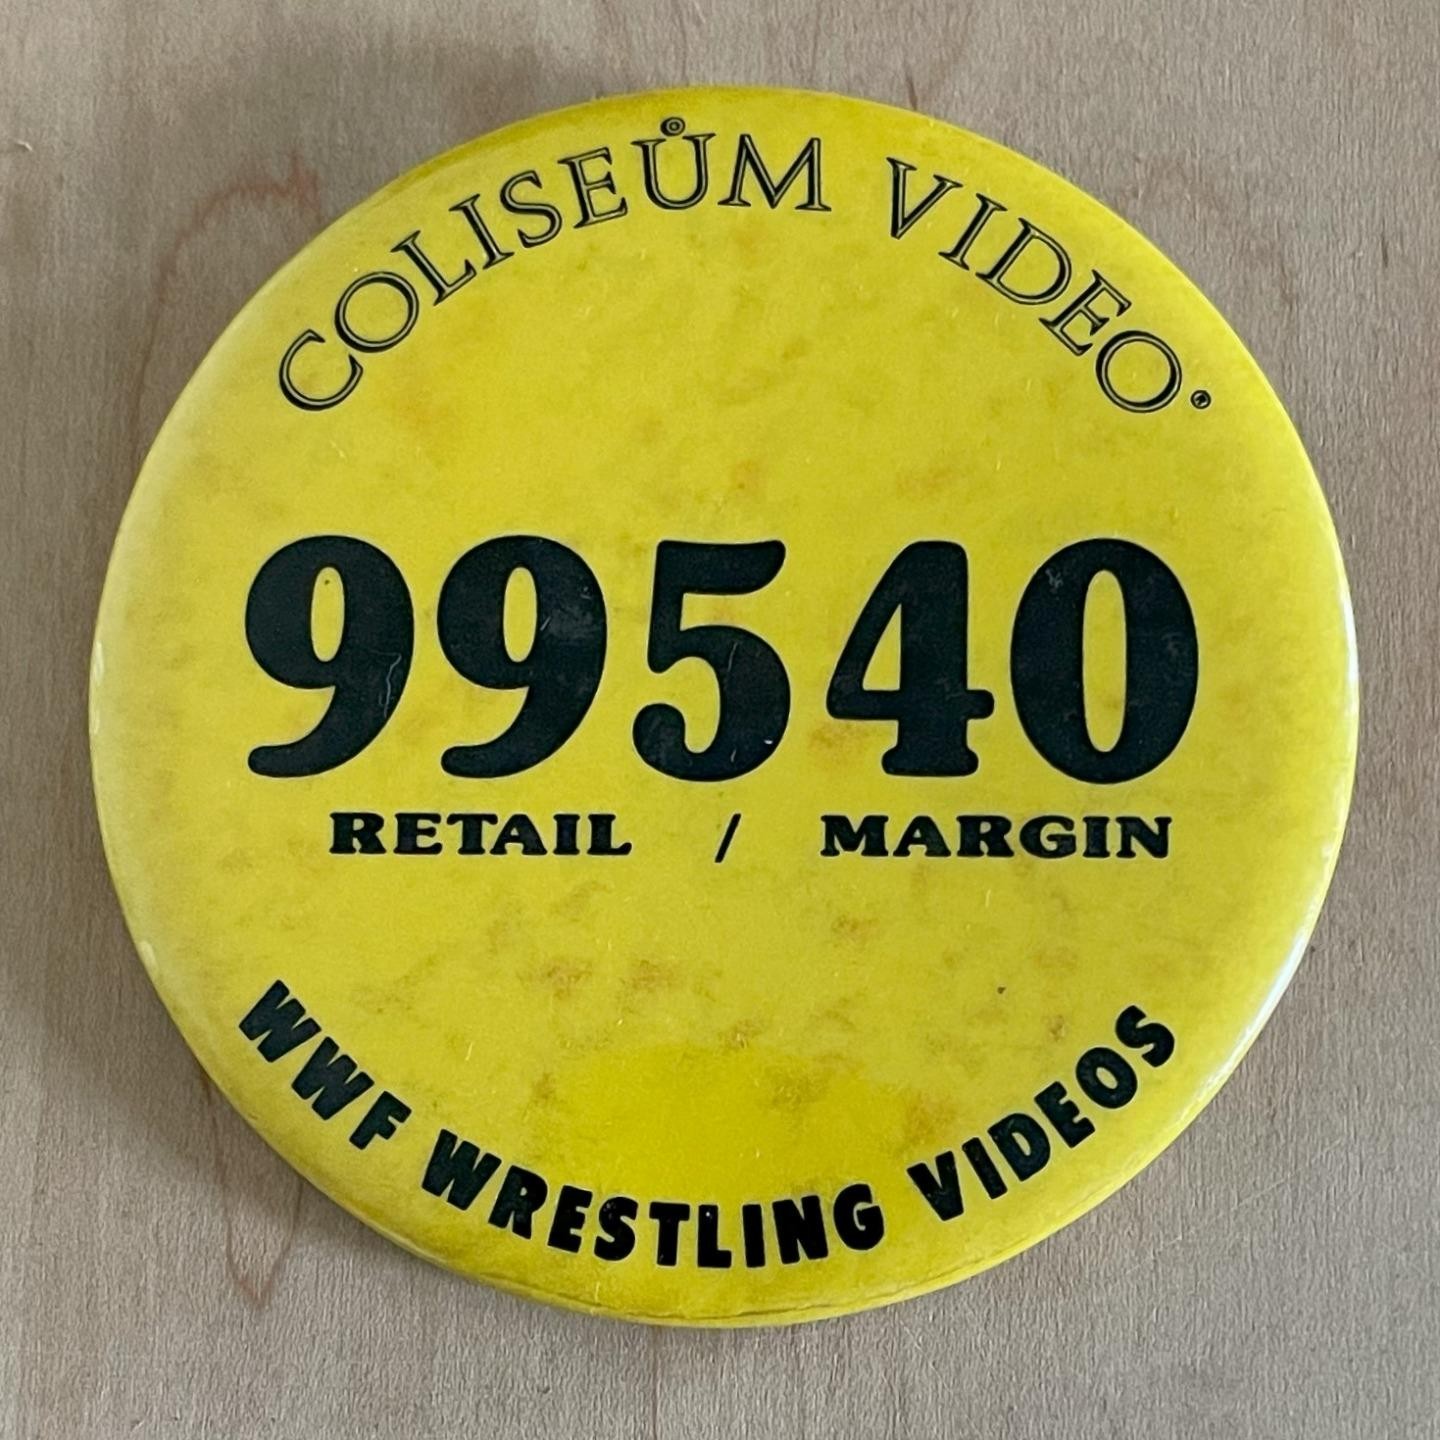 COLISEŮM VIDEO®
99540
RETAIL / MARGIN
WWF WRESTLING VIDEOS